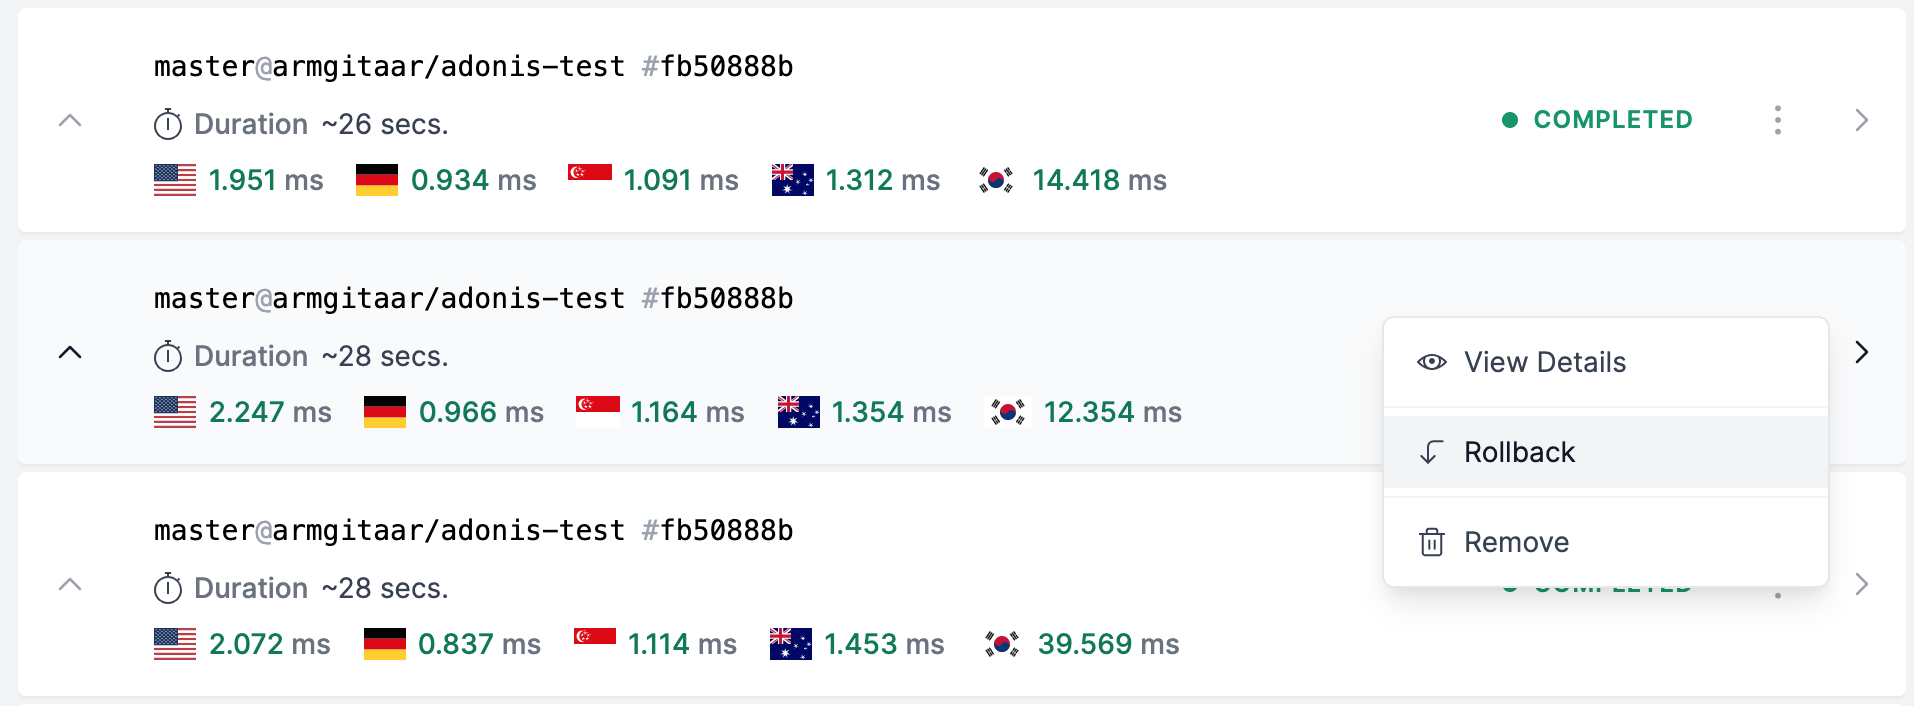 master@armgitaar/adonis-test #fb50888b
Duration ~26 secs.
COMPLETED
1.951 ms 0.934 ms 1.091 ms 1.312 ms 14.418 ms
master@armgitaar/adonis-test #fb50888b
Duration ~28 secs.
2.247 ms 0.966 ms 1.164 ms 1.354 ms 12.354 ms
View Details
Rollback
Remove
master@armgitaar/adonis-test #fb50888b
Duration ~28 secs.
COMPLETED
2.072 ms 0.837 ms 1.114 ms 1.453 ms 39.569 ms